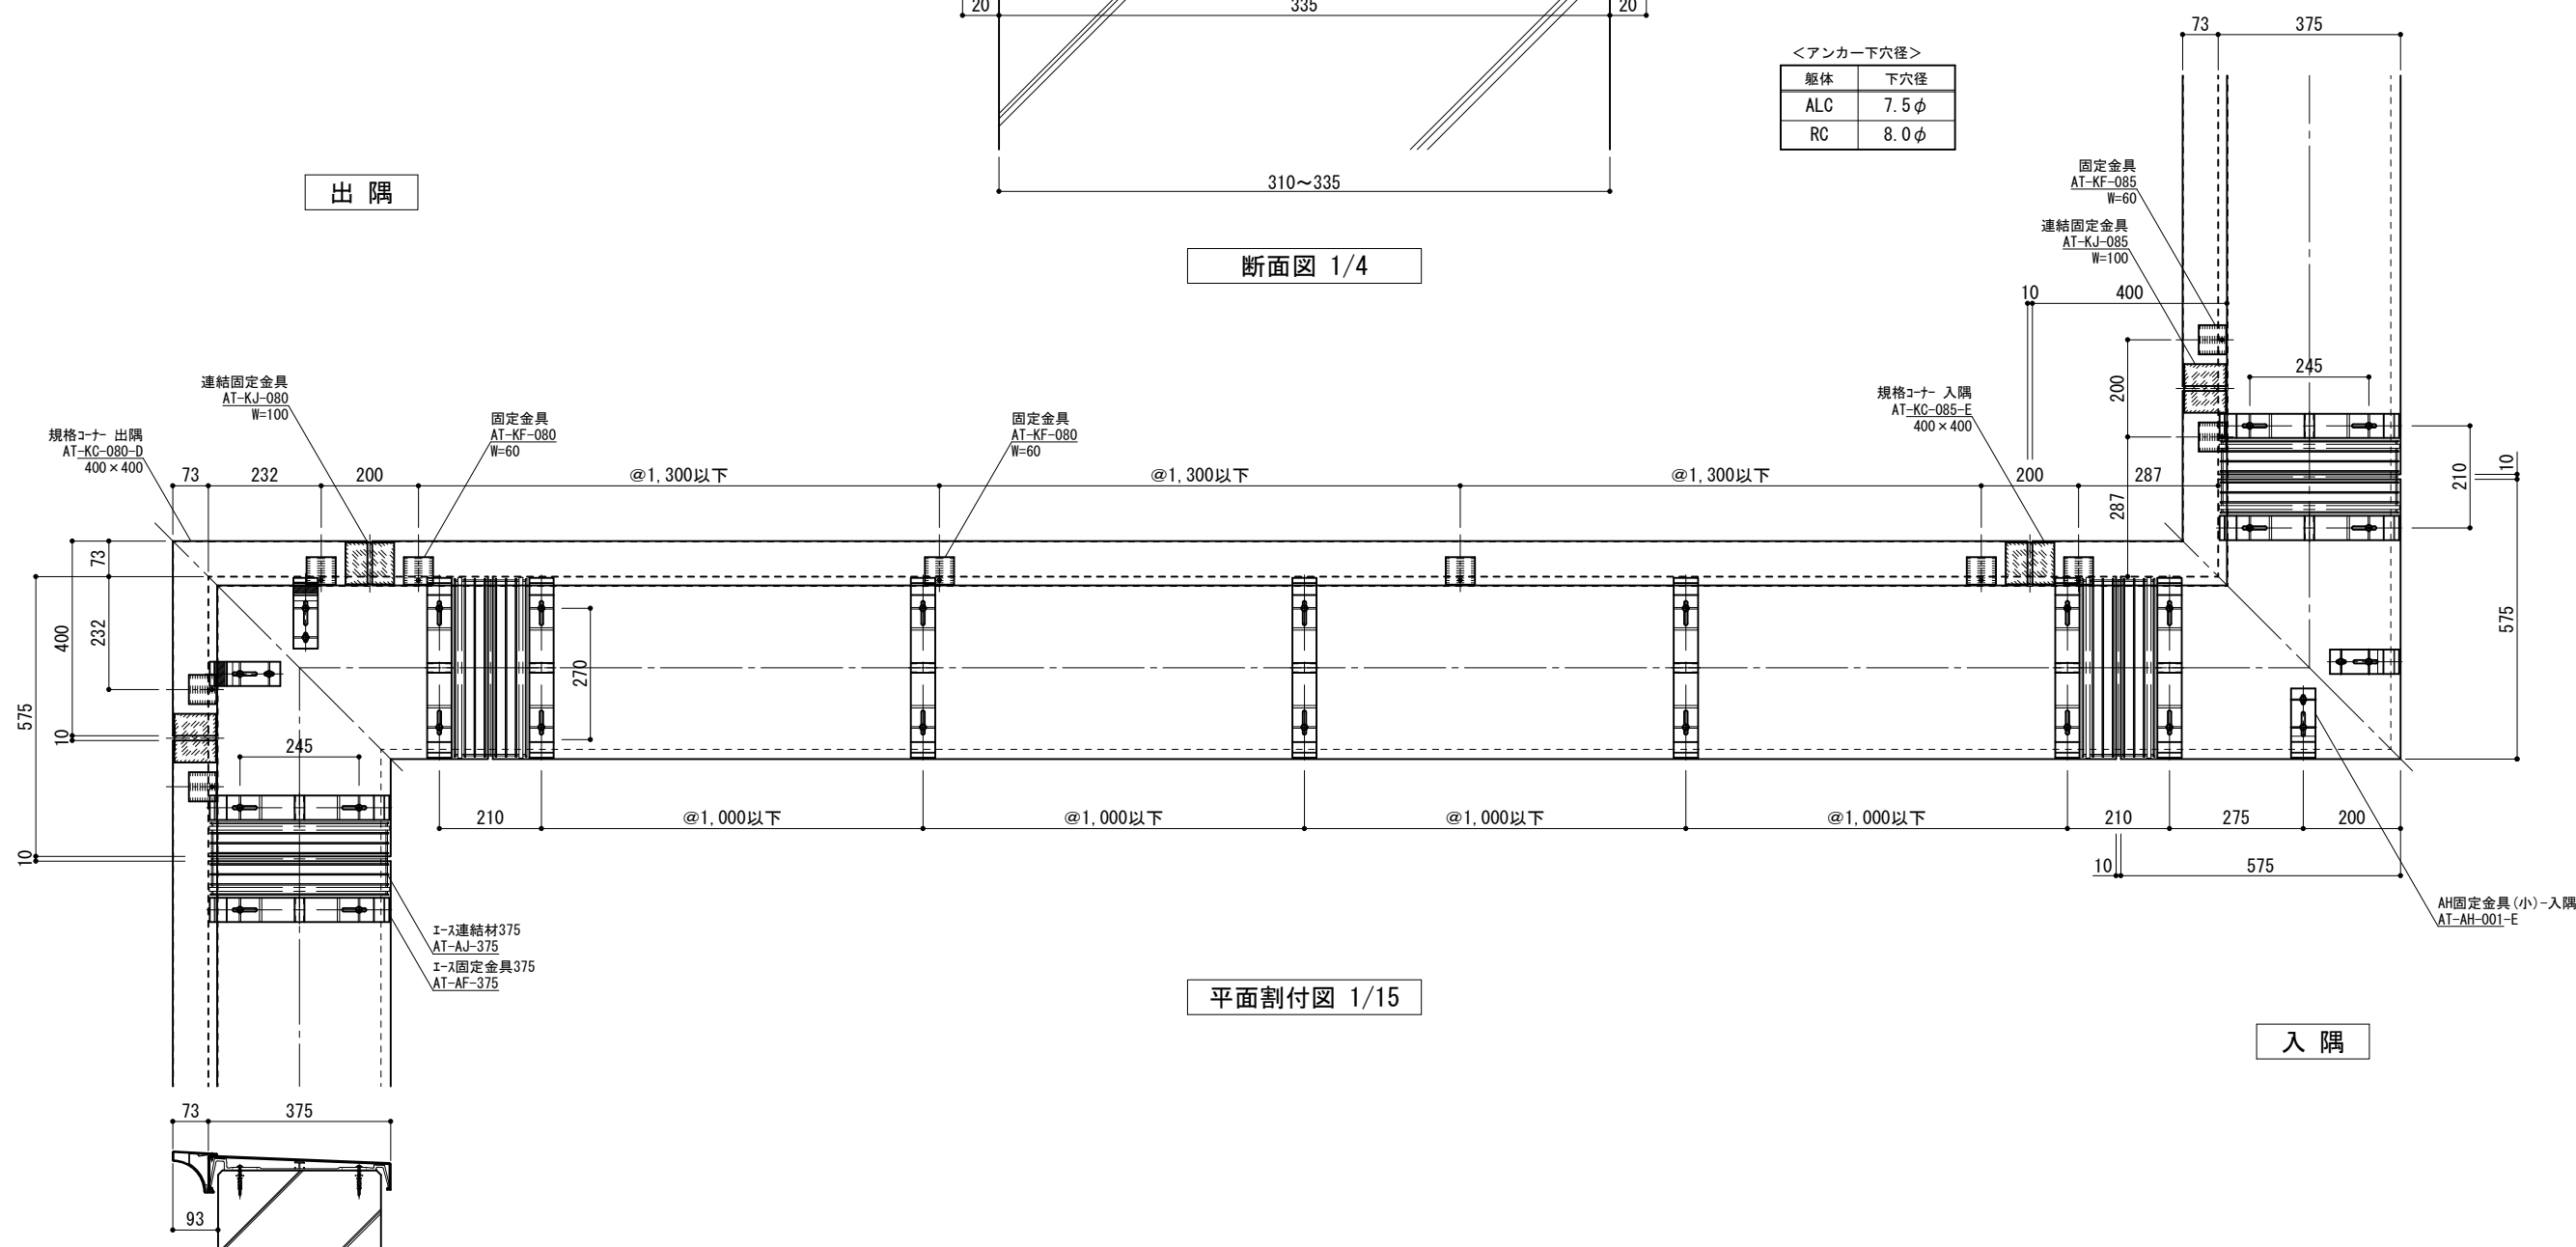 20
335
20
310～335
＜アンカー下穴径＞
躯体 下穴径
ALC 7.5φ
RC 8.0φ
73
375
出 隅
断面図 1/4
固定金具
AT-KF-085
W=60
連結固定金具
AT-KJ-085
W=100
10
400
245
200
287
210
10
575
規格ｺｰﾅｰ 入隅
AT-KC-085-E
400×400
連結固定金具
AT-KJ-080
W=100
規格ｺｰﾅｰ 出隅
AT-KC-080-D
400×400
固定金具
AT-KF-080
W=60
固定金具
AT-KF-080
W=60
73
232
200
@1,300以下
@1,300以下
@1,300以下
200
287
73
232
400
10
575
10
245
270
210
@1,000以下
@1,000以下
@1,000以下
@1,000以下
210
275
200
10
575
AH固定金具(小)-入隅
AT-AH-001-E
ｴｰｽ連結材375
AT-AJ-375
ｴｰｽ固定金具375
AT-AF-375
平面割付図 1/15
入 隅
73
375
93